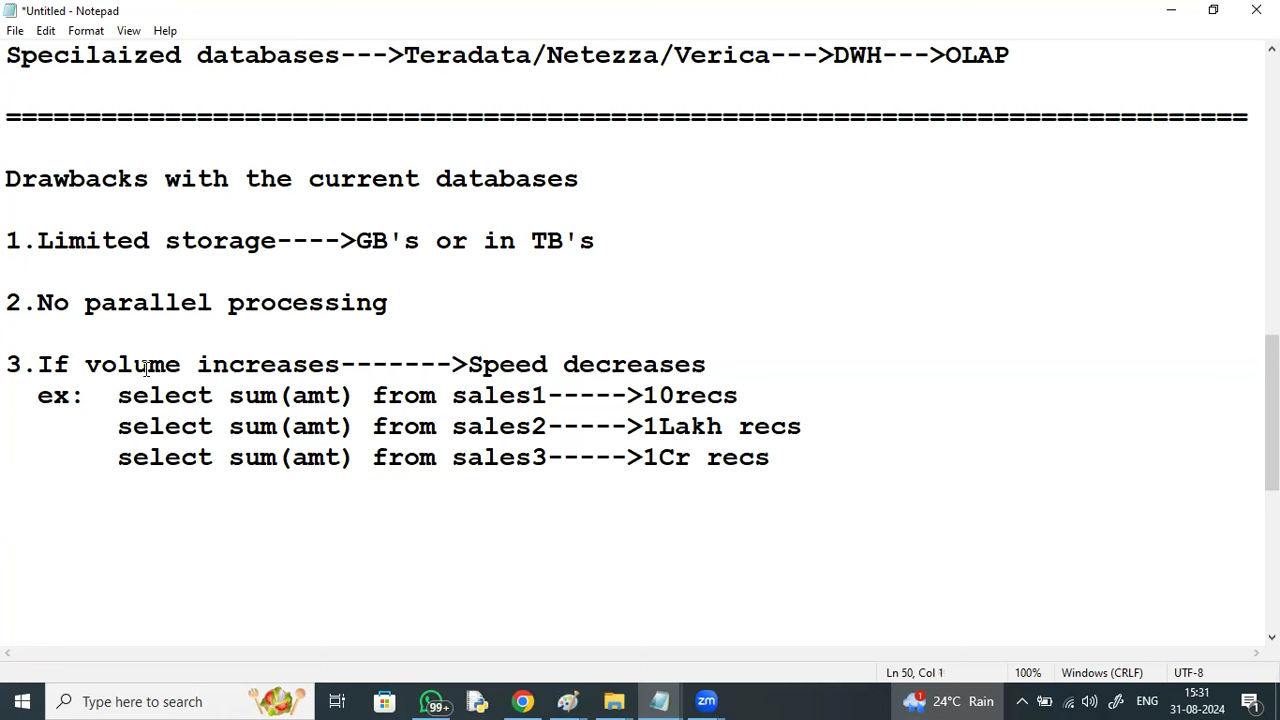 *Untitled - Notepad
File Edit Format View Help
Specilaized databases--->Teradata/Netezza/Verica--->DWH--->OLAP
==============================================================================
Drawbacks with the current databases
1.Limited storage---->GB's or in TB's
2.No parallel processing
3.If volume increases------->Speed decreases
ex: select sum(amt) from sales1----->10recs
select sum(amt) from sales2----->1Lakh recs
select sum(amt) from sales3----->1Cr recs
Ln 50, Col 1 100% Windows (CRLF) UTF-8
Type here to search 99+ zm 1 24°C Rain ENG 15:31
31-08-2024 1